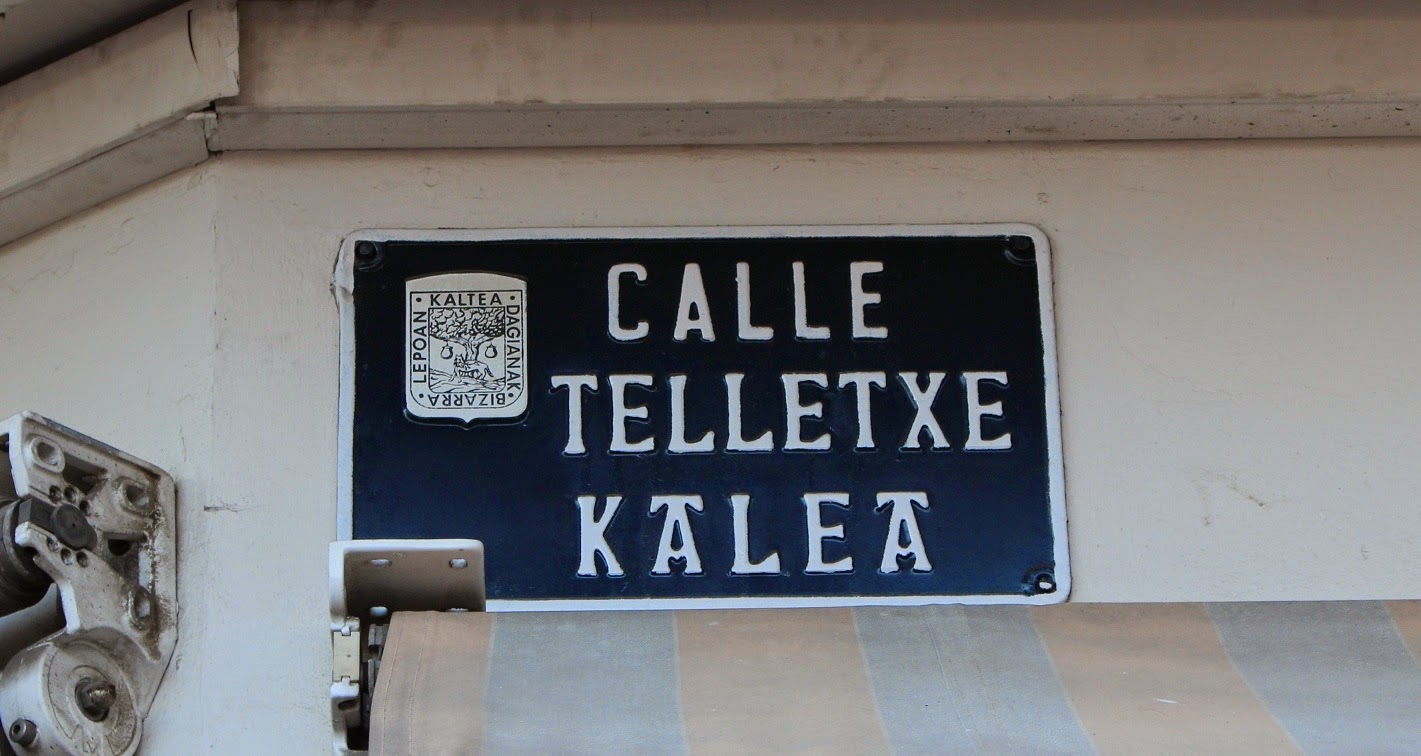 CALLE
TELLETXE
KALEA
KALTEA
DAGIANAK
BIZARRA
LEPOAN